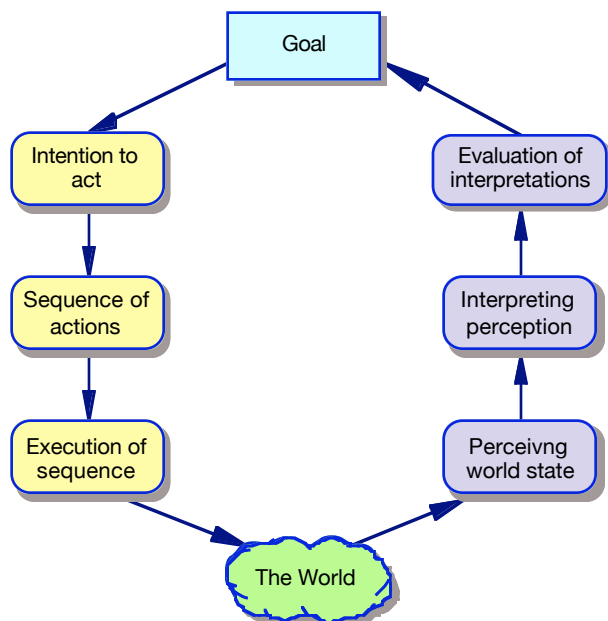 Goal
Intention to
act
Sequence of
actions
Execution of
sequence
The World
Perceivng
world state
Interpreting
perception
Evaluation of
interpretations